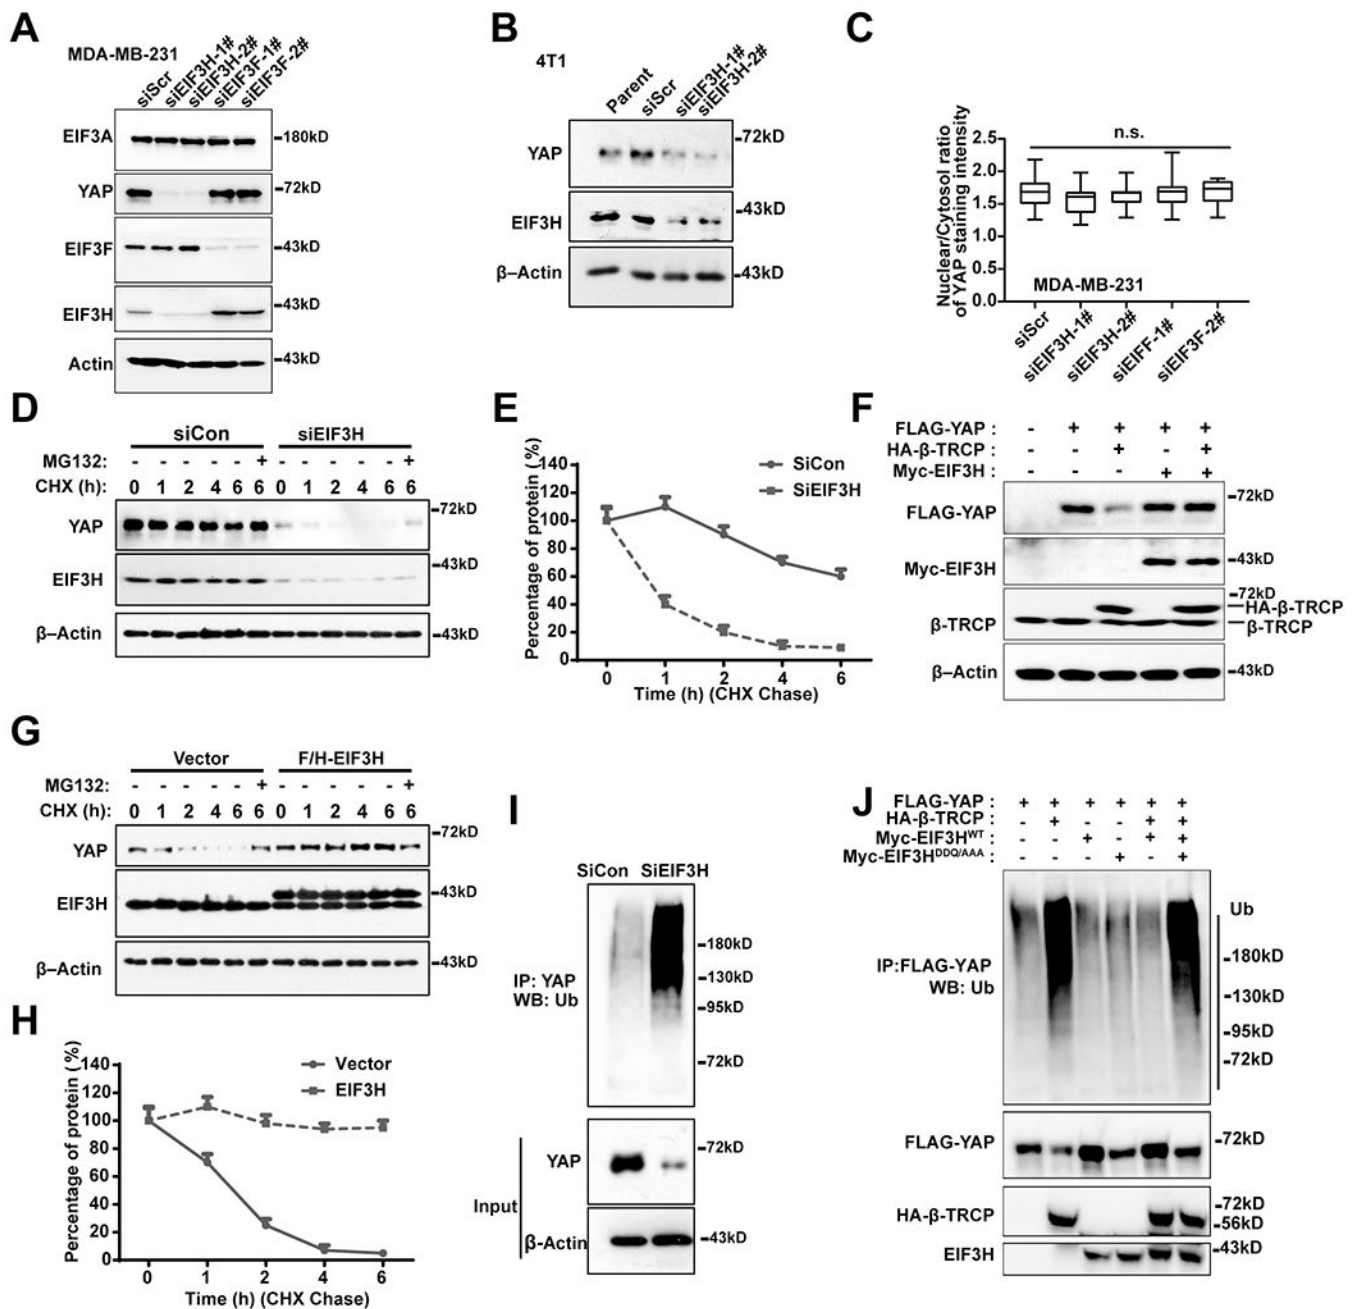 A
MDA-MB-231
siScr
siEIF3H-1#
siEIF3H-2#
siEIF3F-1#
siEIF3F-2#
EIF3A
180kD
YAP
72kD
EIF3F
43kD
EIF3H
43kD
Actin
43kD
B
4T1
Parent
siScr
siEIF3H-1#
siEIF3H-2#
YAP
72kD
EIF3H
43kD
β–Actin
43kD
C
Nuclear/Cytosol ratio
of YAP staining intensity
2.5
2.0
1.5
1.0
0.5
0.0
n.s.
MDA-MB-231
siScr
siEIF3H-1#
siEIF3H-2#
siEIFF-1#
siEIF3F-2#
D
siCon siEIF3H
MG132: - - - - - + - - - - - +
CHX (h): 0 1 2 4 6 6 0 1 2 4 6 6
YAP
72kD
EIF3H
43kD
β–Actin
43kD
E
Percentage of protein (%)
140
120
100
80
60
40
20
0
SiCon
SiEIF3H
0 1 2 4 6
Time (h) (CHX Chase)
F
FLAG-YAP : - + + + +
HA-β-TRCP : - - + - +
Myc-EIF3H : - - - + +
FLAG-YAP
72kD
Myc-EIF3H
43kD
β-TRCP
72kD
HA-β-TRCP
β-TRCP
β–Actin
43kD
G
Vector F/H-EIF3H
MG132: - - - - - + - - - - - +
CHX (h): 0 1 2 4 6 6 0 1 2 4 6 6
YAP
72kD
EIF3H
43kD
β–Actin
43kD
H
Percentage of protein (%)
140
120
100
80
60
40
20
0
Vector
EIF3H
0 1 2 4 6
Time (h) (CHX Chase)
I
SiCon SiEIF3H
IP: YAP
WB: Ub
180kD
130kD
95kD
72kD
Input
YAP
72kD
β-Actin
43kD
J
FLAG-YAP : + + + + + +
HA-β-TRCP : - + - - + +
Myc-EIF3HWT : - - + - + +
Myc-EIF3HDDQ/AAA : - - - + - +
IP:FLAG-YAP
WB: Ub
Ub
180kD
130kD
95kD
72kD
FLAG-YAP
72kD
HA-β-TRCP
72kD
56kD
EIF3H
43kD